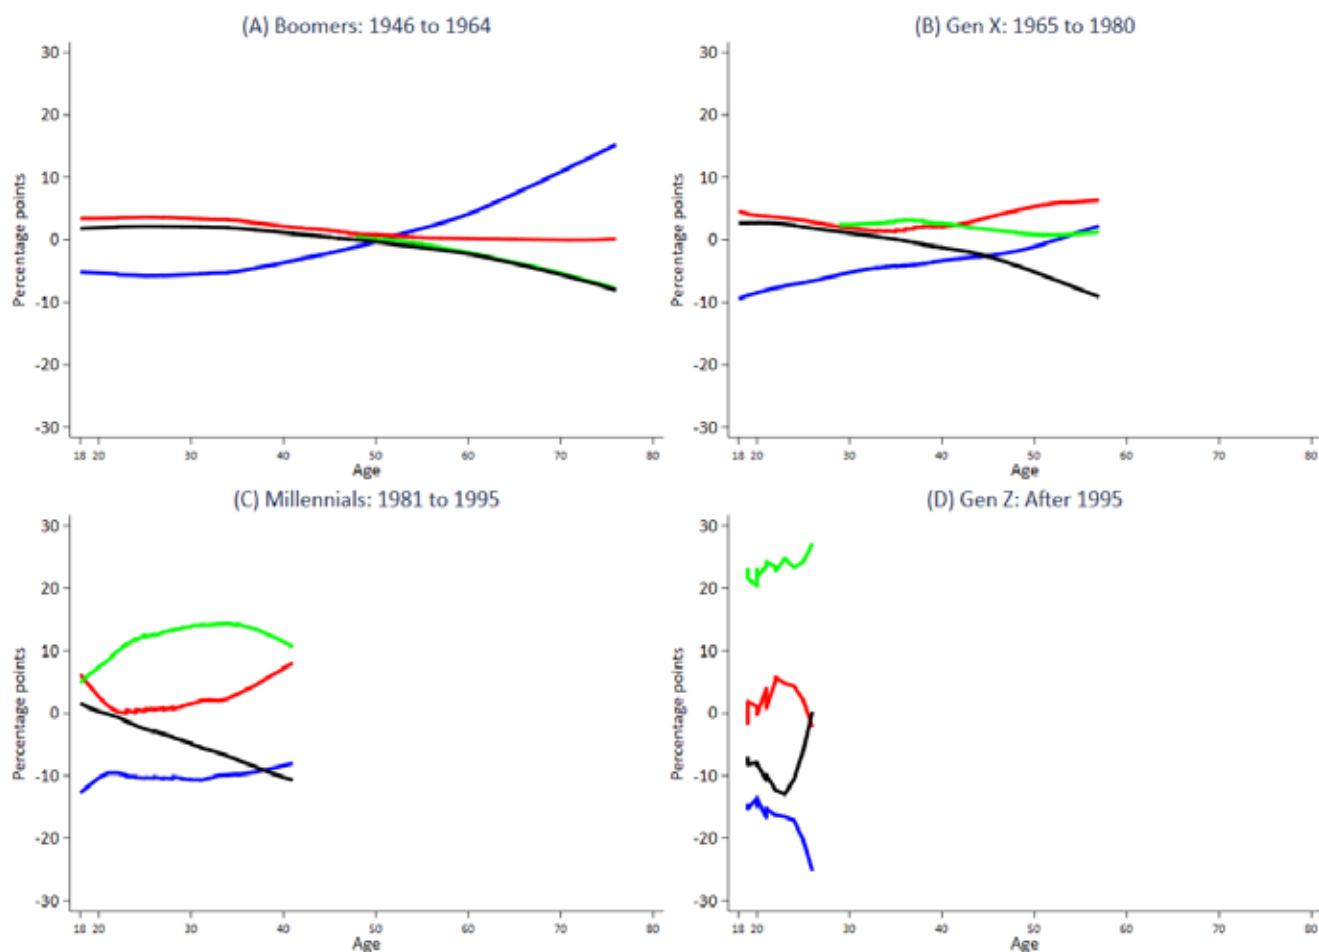 (A) Boomers: 1946 to 1964
Percentage points
30
20
10
0
-10
-20
-30
18 20 30 40 50 60 70 80
Age
(B) Gen X: 1965 to 1980
Percentage points
30
20
10
0
-10
-20
-30
18 20 30 40 50 60 70 80
Age
(C) Millennials: 1981 to 1995
Percentage points
30
20
10
0
-10
-20
-30
18 20 30 40 50 60 70 80
Age
(D) Gen Z: After 1995
Percentage points
30
20
10
0
-10
-20
-30
18 20 30 40 50 60 70 80
Age